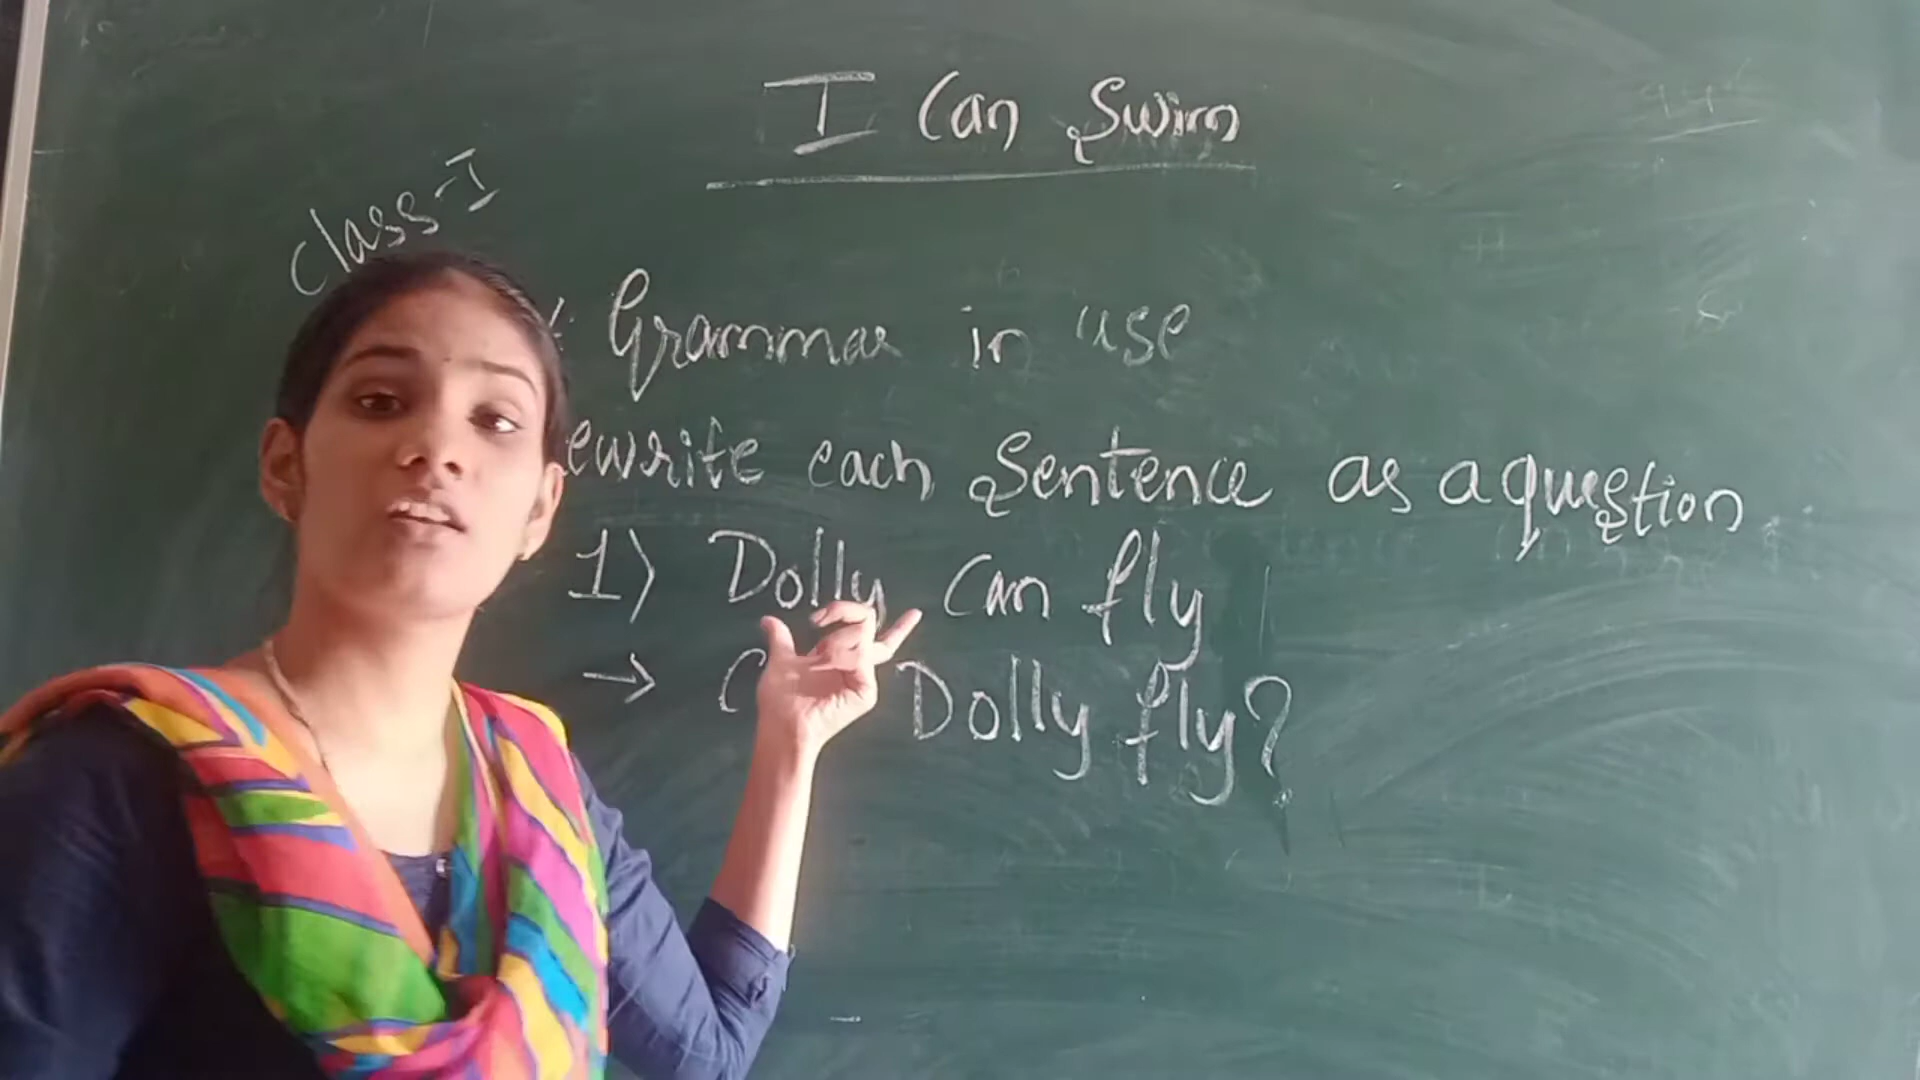 I Can Swim
Class-I
Grammar in use
ewrite each Sentence as a question
1) Dolly Can fly
→ C Dolly fly?